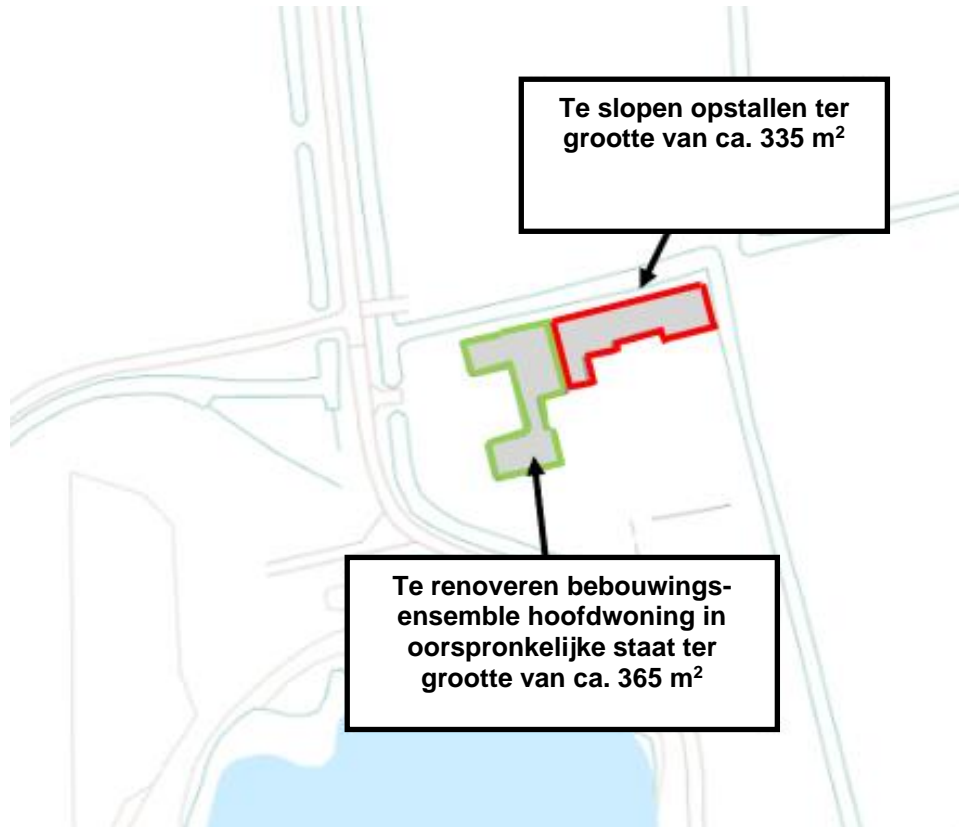 Te slopen opstallen ter
grootte van ca. 335 m²
Te renoveren bebouwings-
ensemble hoofdwoning in
oorspronkelijke staat ter
grootte van ca. 365 m²